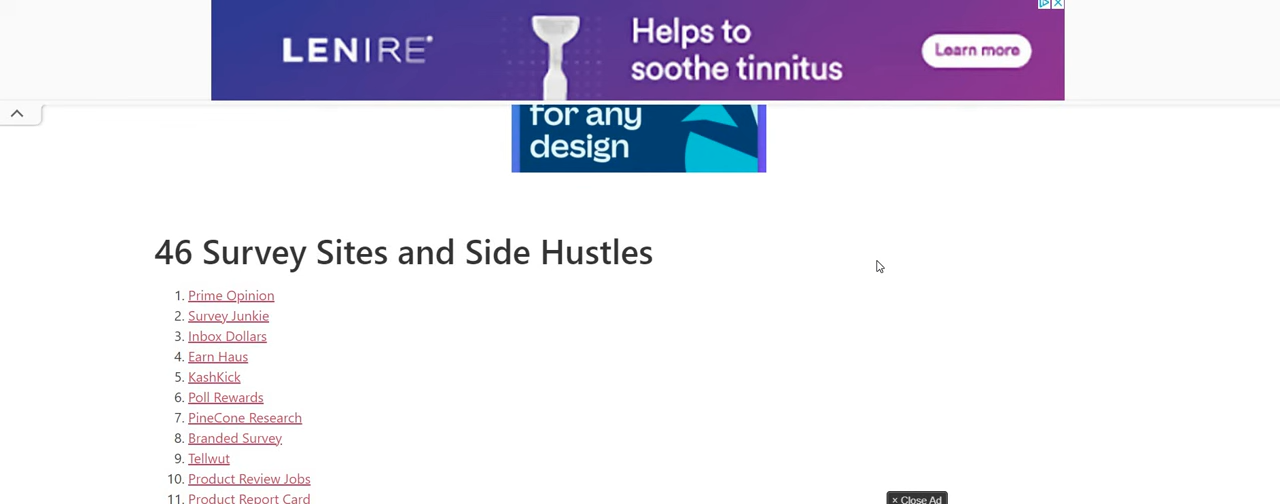 LENIRE
Helps to
soothe tinnitus
Learn more
for any
design
46 Survey Sites and Side Hustles
1. Prime Opinion
2. Survey Junkie
3. Inbox Dollars
4. Earn Haus
5. KashKick
6. Poll Rewards
7. PineCone Research
8. Branded Survey
9. Tellwut
10. Product Review Jobs
11. Product Report Card
× Close Ad